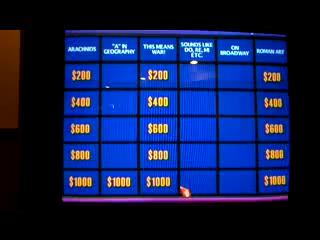 ARACHNIDS
"A" IN
GEOGRAPHY
THIS MEANS
WAR!
SOUNDS LIKE
DO, RE, MI
ETC.
ON
BROADWAY
ROMAN ART
$200 $200 $200
$400 $400 $400
$600 $600 $600
$800 $800 $800
$1000 $1000 $1000 $1000